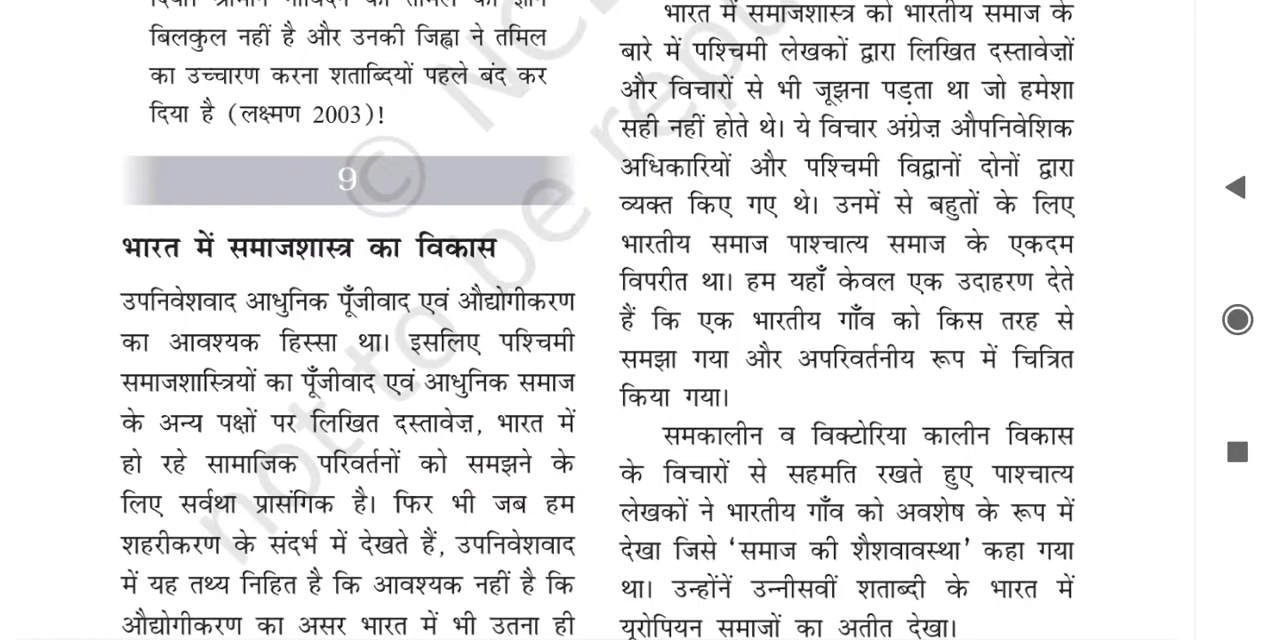 बिलकुल नहीं है और उनकी जिह्वा ने तमिल
का उच्चारण करना शताब्दियों पहले बंद कर
दिया है (लक्ष्मण 2003)!
9
भारत में समाजशास्त्र का विकास
उपनिवेशवाद आधुनिक पूँजीवाद एवं औद्योगीकरण
का आवश्यक हिस्सा था। इसलिए पश्चिमी
समाजशास्त्रियों का पूँजीवाद एवं आधुनिक समाज
के अन्य पक्षों पर लिखित दस्तावेज़, भारत में
हो रहे सामाजिक परिवर्तनों को समझने के
लिए सर्वथा प्रासंगिक है। फिर भी जब हम
शहरीकरण के संदर्भ में देखते हैं, उपनिवेशवाद
में यह तथ्य निहित है कि आवश्यक नहीं है कि
औद्योगीकरण का असर भारत में भी उतना ही
भारत में समाजशास्त्र को भारतीय समाज के
बारे में पश्चिमी लेखकों द्वारा लिखित दस्तावेज़ों
और विचारों से भी जूझना पड़ता था जो हमेशा
सही नहीं होते थे। ये विचार अंग्रेज़ औपनिवेशिक
अधिकारियों और पश्चिमी विद्वानों दोनों द्वारा
व्यक्त किए गए थे। उनमें से बहुतों के लिए
भारतीय समाज पाश्चात्य समाज के एकदम
विपरीत था। हम यहाँ केवल एक उदाहरण देते
हैं कि एक भारतीय गाँव को किस तरह से
समझा गया और अपरिवर्तनीय रूप में चित्रित
किया गया।
समकालीन व विक्टोरिया कालीन विकास
के विचारों से सहमति रखते हुए पाश्चात्य
लेखकों ने भारतीय गाँव को अवशेष के रूप में
देखा जिसे ‘समाज की शैशवावस्था’ कहा गया
था। उन्होंनें उन्नीसवीं शताब्दी के भारत में
यूरोपियन समाजों का अतीत देखा।
© NCE
not to be repu